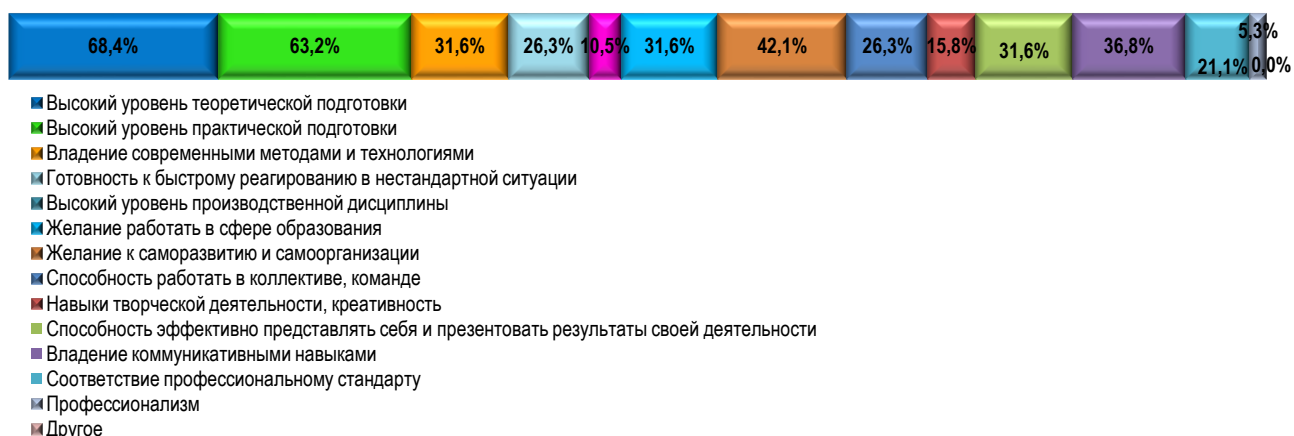 68,4% 63,2% 31,6% 26,3% 10,5% 31,6% 42,1% 26,3% 15,8% 31,6% 36,8% 21,1% 5,3% 0,0%
Высокий уровень теоретической подготовки
Высокий уровень практической подготовки
Владение современными методами и технологиями
Готовность к быстрому реагированию в нестандартной ситуации
Высокий уровень производственной дисциплины
Желание работать в сфере образования
Желание к саморазвитию и самоорганизации
Способность работать в коллективе, команде
Навыки творческой деятельности, креативность
Способность эффективно представлять себя и презентовать результаты своей деятельности
Владение коммуникативными навыками
Соответствие профессиональному стандарту
Профессионализм
Другое